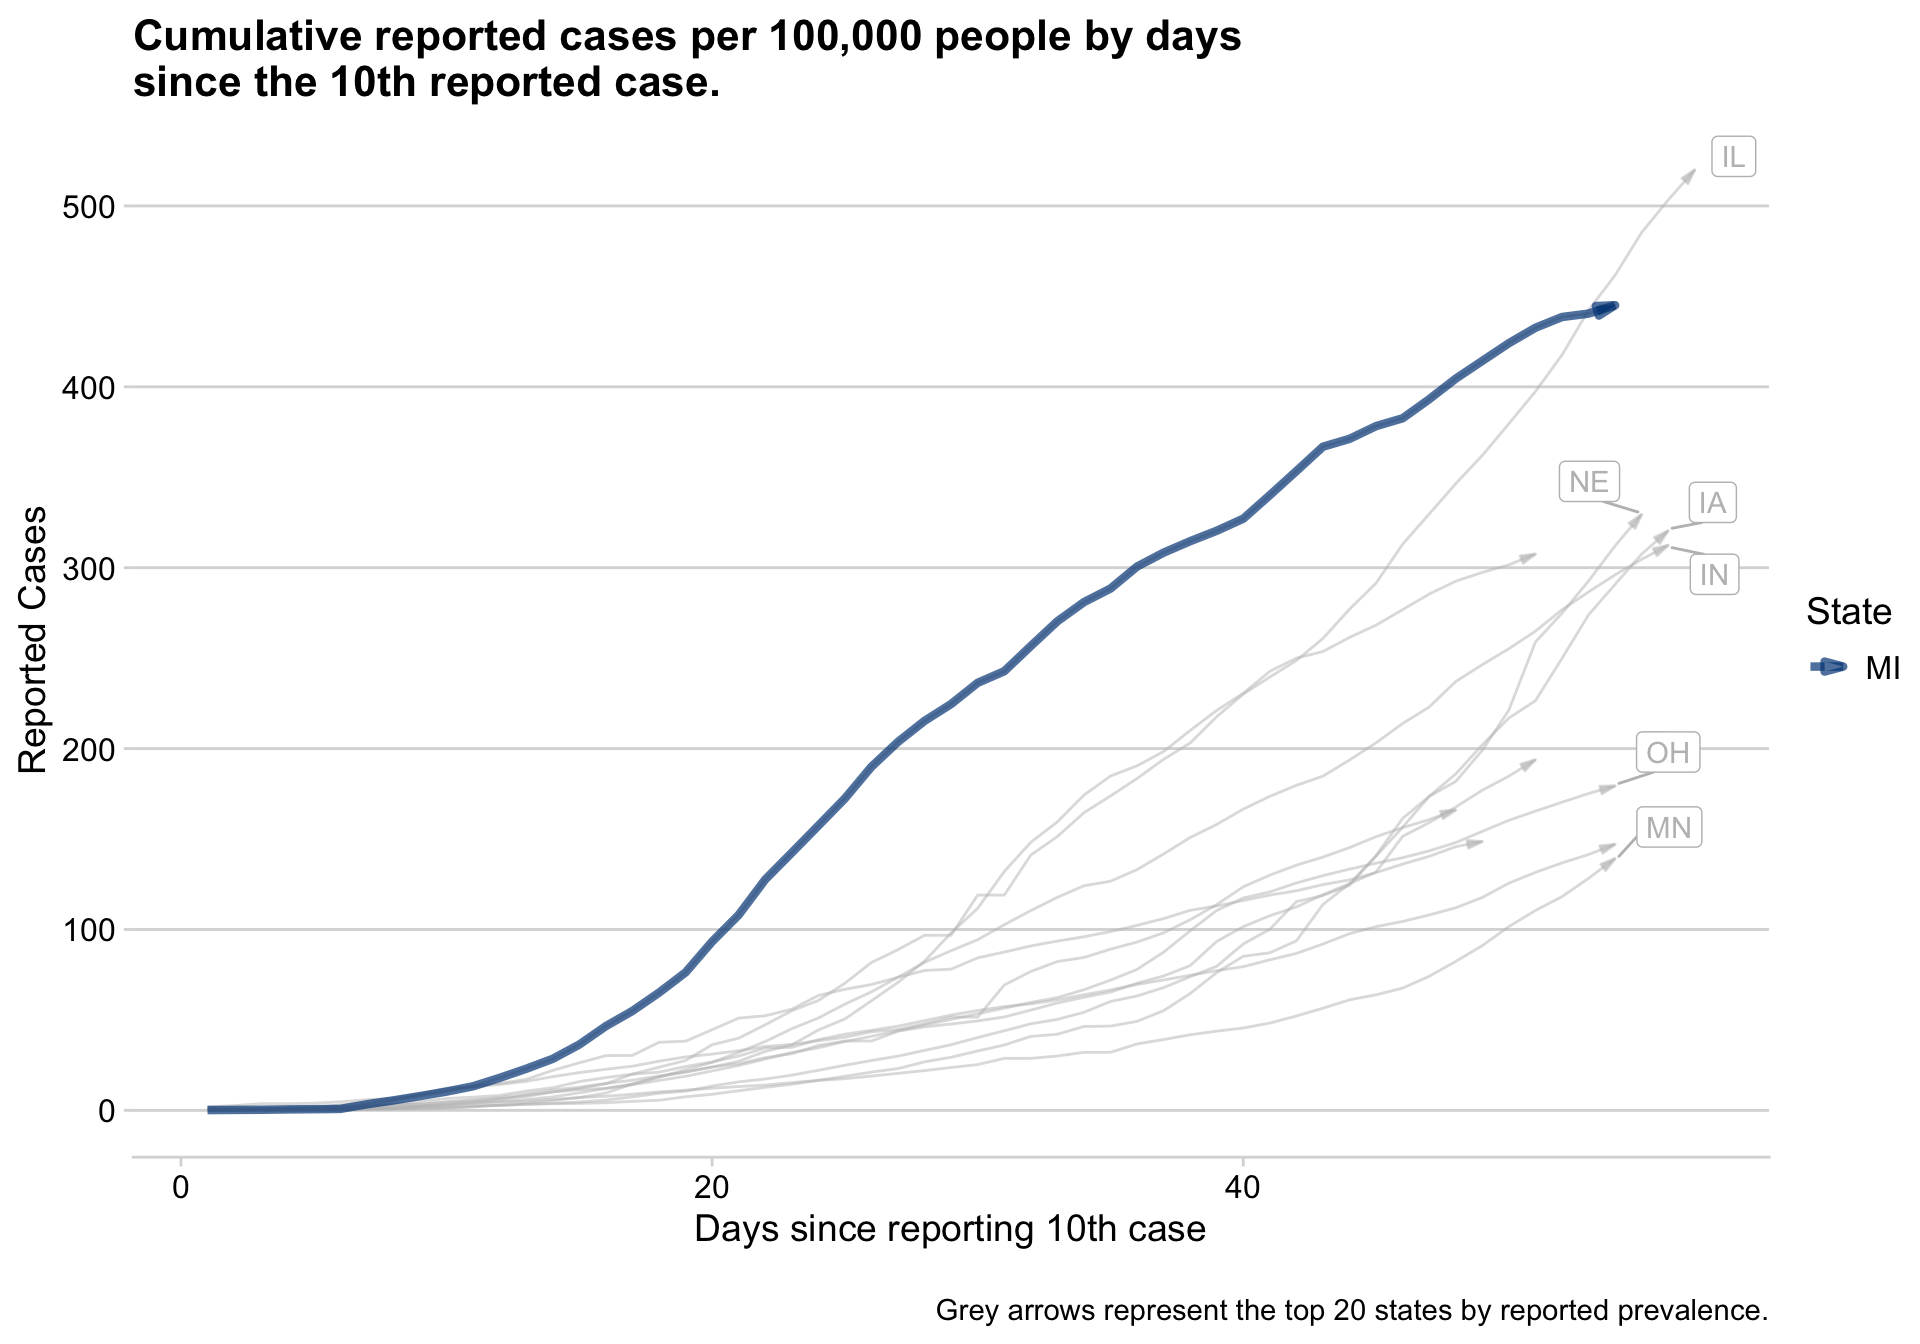 Cumulative reported cases per 100,000 people by days
since the 10th reported case.
IL
500
400
NE
IA
300
IN
Reported Cases
State
MI
200
OH
MN
100
0
0 20 40
Days since reporting 10th case
Grey arrows represent the top 20 states by reported prevalence.